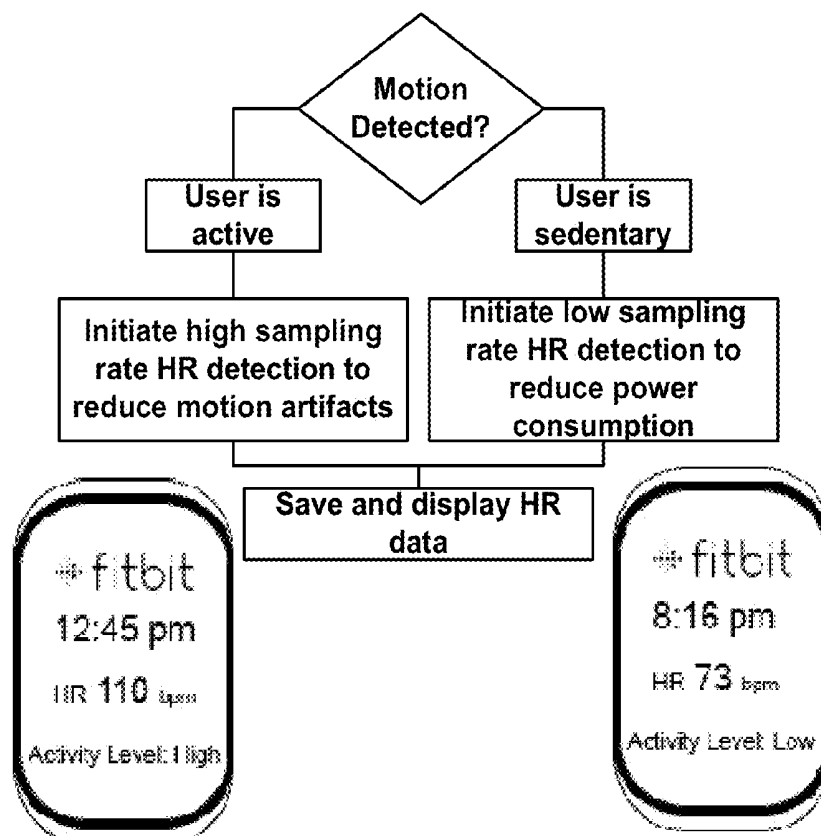 Motion
Detected?
User is
active
User is
sedentary
Initiate high sampling
rate HR detection to
reduce motion artifacts
Initiate low sampling
rate HR detection to
reduce power
consumption
Save and display HR
data
fitbit
12:45 pm
HR 110 bpm
Activity Level: High
fitbit
8:16 pm
HR 73 bpm
Activity Level: Low